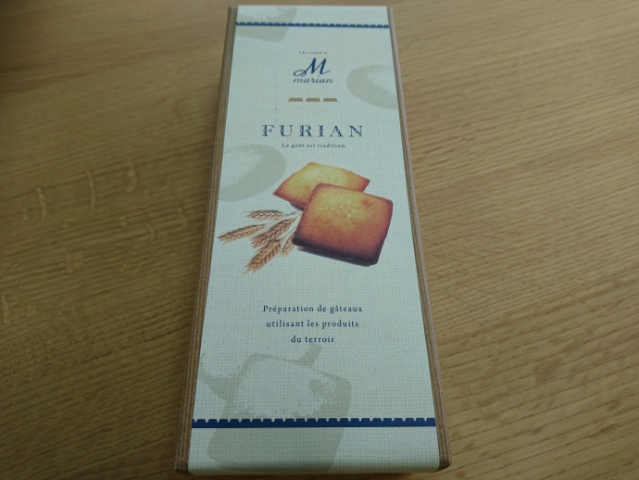 M
marian
FURIAN
Le goût est tradition
Préparation de gâteaux
utilisant les produits
du terroir